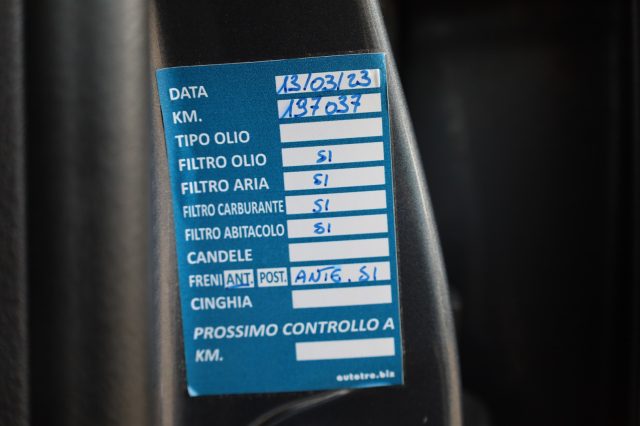 DATA 13/03/23
KM. 197037
TIPO OLIO
FILTRO OLIO SI
FILTRO ARIA SI
FILTRO CARBURANTE SI
FILTRO ABITACOLO SI
CANDELE
FRENI ANT. POST. ANTE. SI
CINGHIA
PROSSIMO CONTROLLO A
KM.
autotro.biz